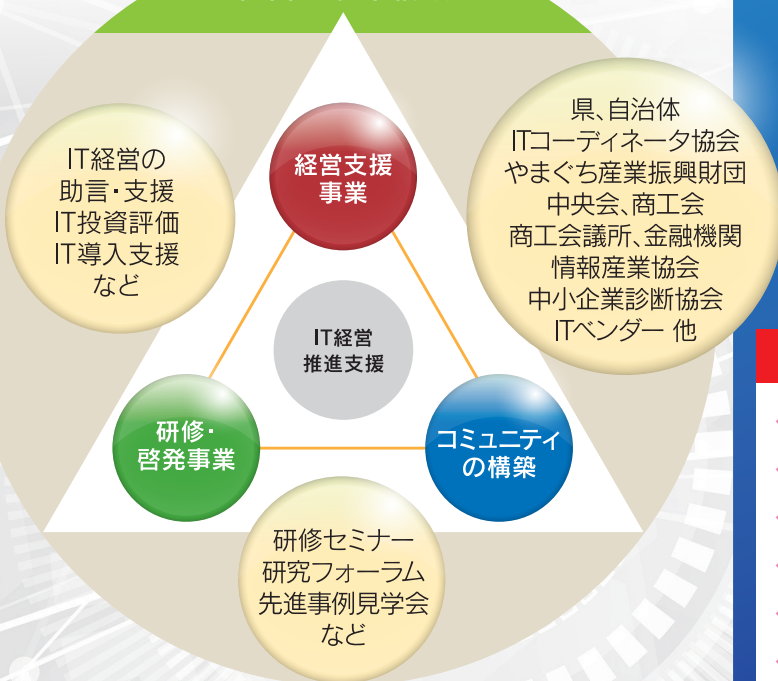 IT経営の
助言・支援
IT投資評価
IT導入支援
など
経営支援
事業
県、自治体
ITコーディネータ協会
やまぐち産業振興財団
中央会、商工会
商工会議所、金融機関
情報産業協会
中小企業診断協会
ITベンダー 他
IT経営
推進支援
研修・
啓発事業
コミュニティ
の構築
研修セミナー
研究フォーラム
先進事例見学会
など